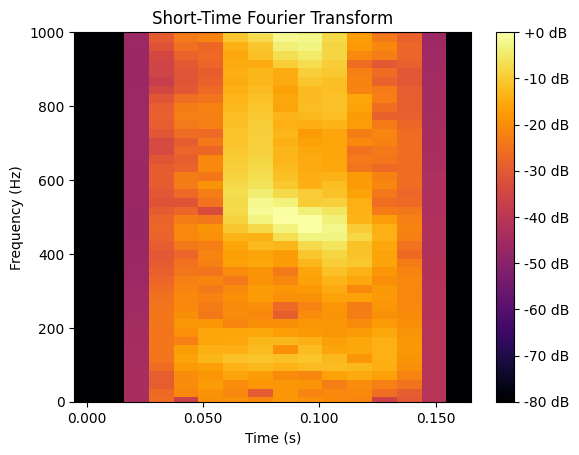 Short-Time Fourier Transform
1000
800
600
400
200
0
Frequency (Hz)
0.000 0.050 0.100 0.150
Time (s)
+0 dB
-10 dB
-20 dB
-30 dB
-40 dB
-50 dB
-60 dB
-70 dB
-80 dB